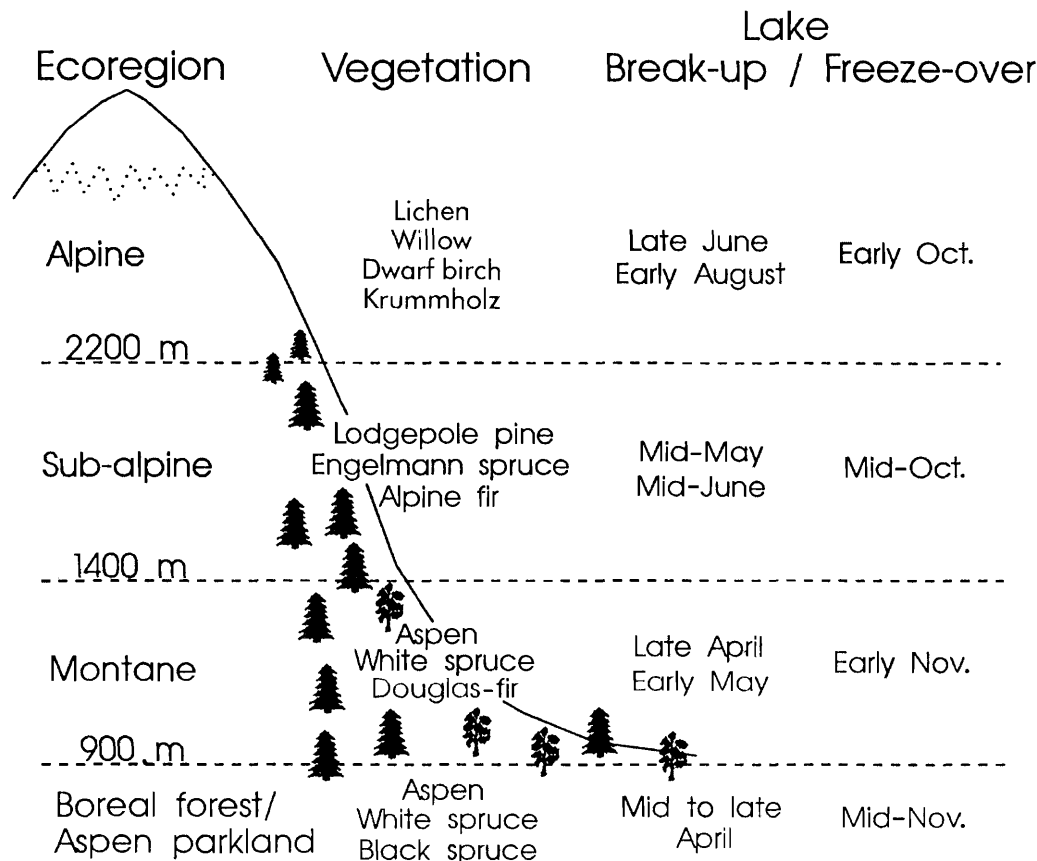 Lake
Ecoregion Vegetation Break-up / Freeze-over
Lichen
Willow
Alpine Dwarf birch Late June Early Oct.
Krummholz Early August
2200 m
Lodgepole pine
Sub-alpine Engelmann spruce Mid-May Mid-Oct.
Alpine fir Mid-June
1400 m
Aspen
White spruce Late April
Montane Douglas-fir Early May Early Nov.
900 m
Boreal forest/ Aspen Mid to late Mid-Nov.
Aspen parkland White spruce April
Black spruce